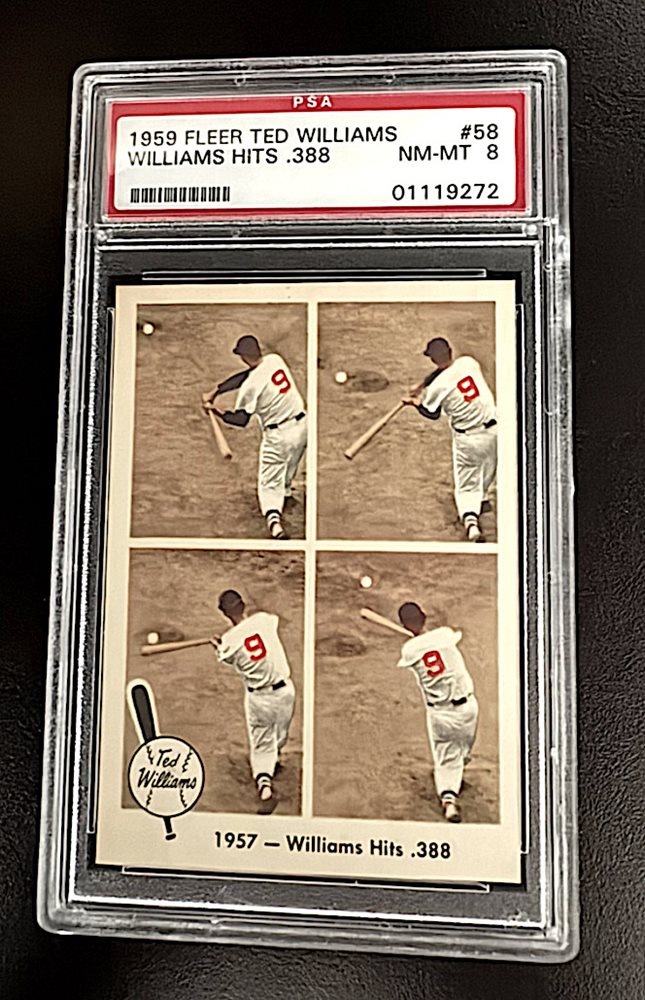 PSA
1959 FLEER TED WILLIAMS #58
WILLIAMS HITS .388 NM-MT 8
01119272
9
9
9
9
Ted
Williams
1957 — Williams Hits .388